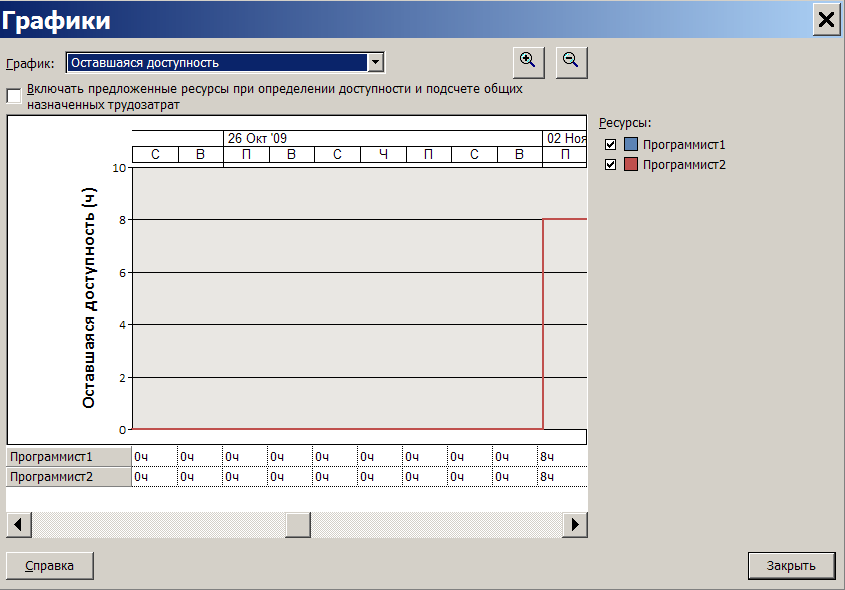 Графики
График: Оставшаяся доступность
Включать предложенные ресурсы при определении доступности и подсчете общих
назначенных трудозатрат
Ресурсы:
Программист1
Программист2
26 Окт '09 02 Ноя
С В П В С Ч П С В П
Оставшаяся доступность (ч)
10
8
6
4
2
0
Программист1 0ч 0ч 0ч 0ч 0ч 0ч 0ч 0ч 0ч 8ч
Программист2 0ч 0ч 0ч 0ч 0ч 0ч 0ч 0ч 0ч 8ч
Справка Закрыть